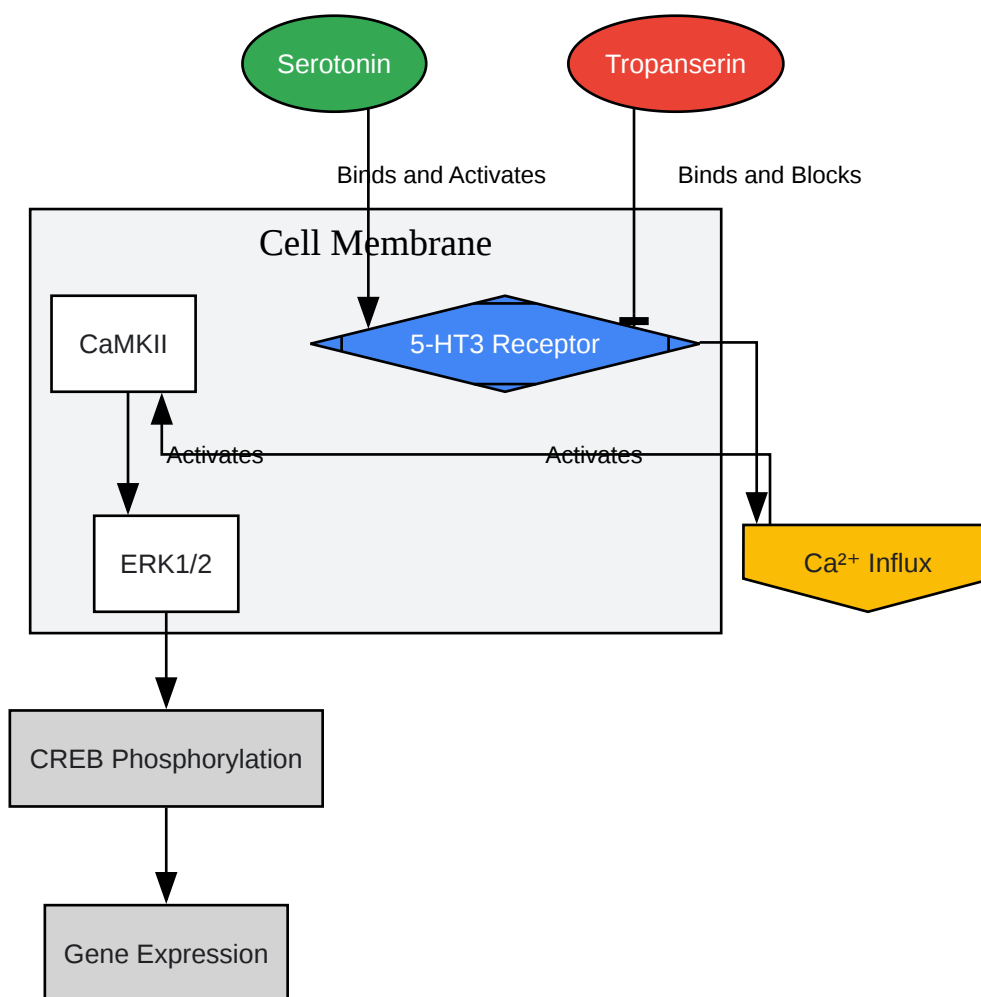 Serotonin
Tropanserin
Binds and Activates
Binds and Blocks
Cell Membrane
CaMKII
5-HT3 Receptor
Activates
Activates
ERK1/2
Ca²⁺ Influx
CREB Phosphorylation
Gene Expression